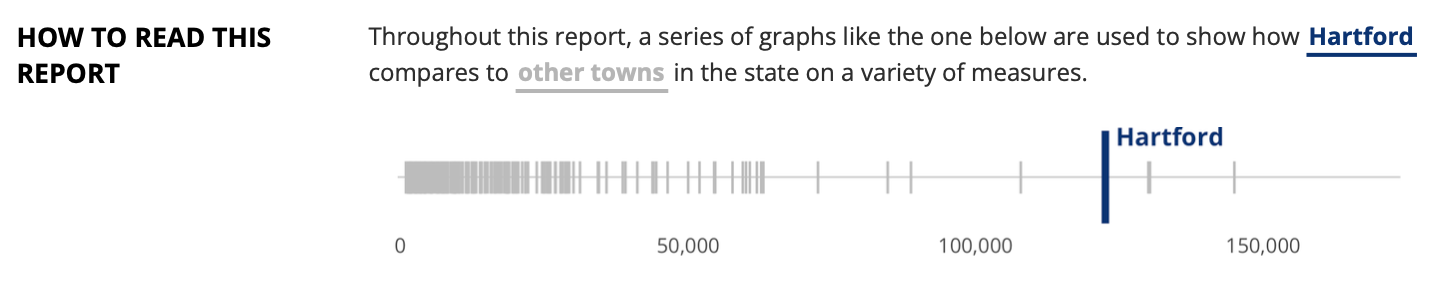 HOW TO READ THIS
REPORT
Throughout this report, a series of graphs like the one below are used to show how Hartford
compares to other towns in the state on a variety of measures.
Hartford
0 50,000 100,000 150,000